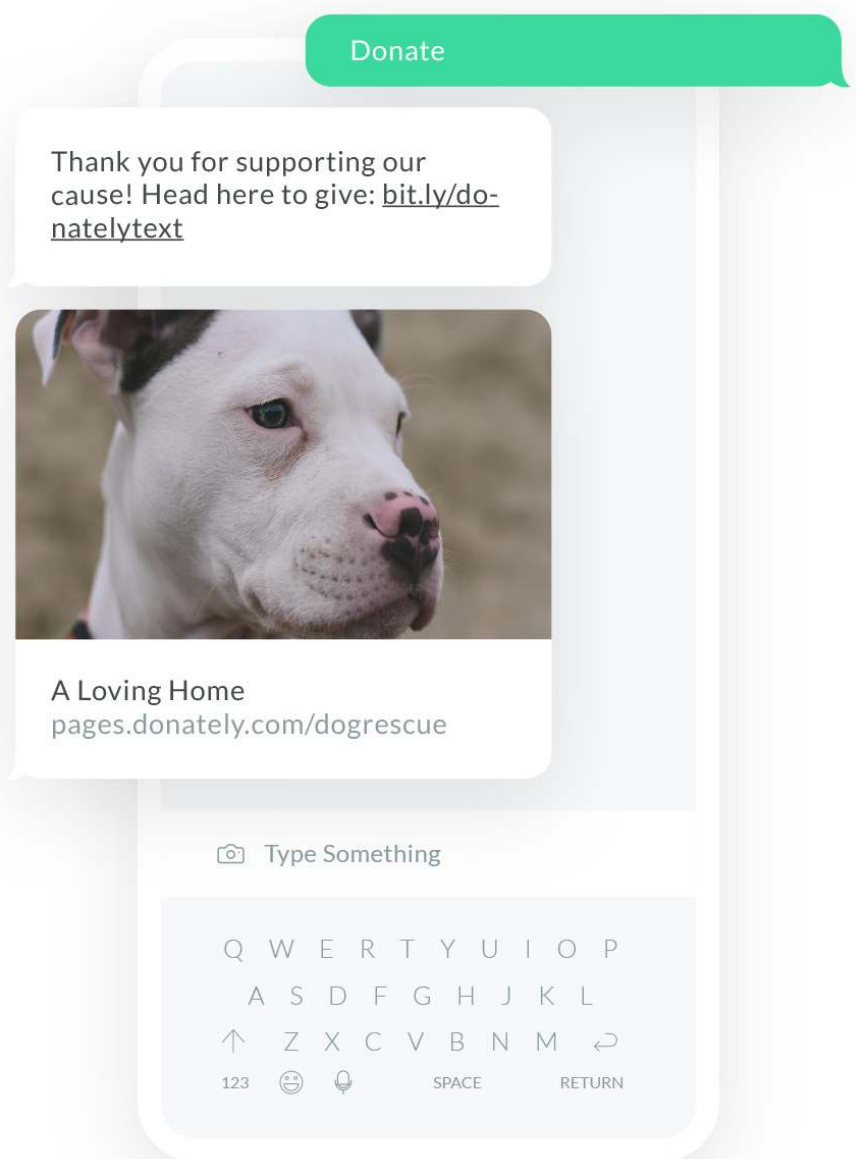 Donate
Thank you for supporting our
cause! Head here to give: bit.ly/do-
natelytext
A Loving Home
pages.donately.com/dogrescue
Type Something
Q W E R T Y U I O P
A S D F G H J K L
Z X C V B N M
123 SPACE RETURN